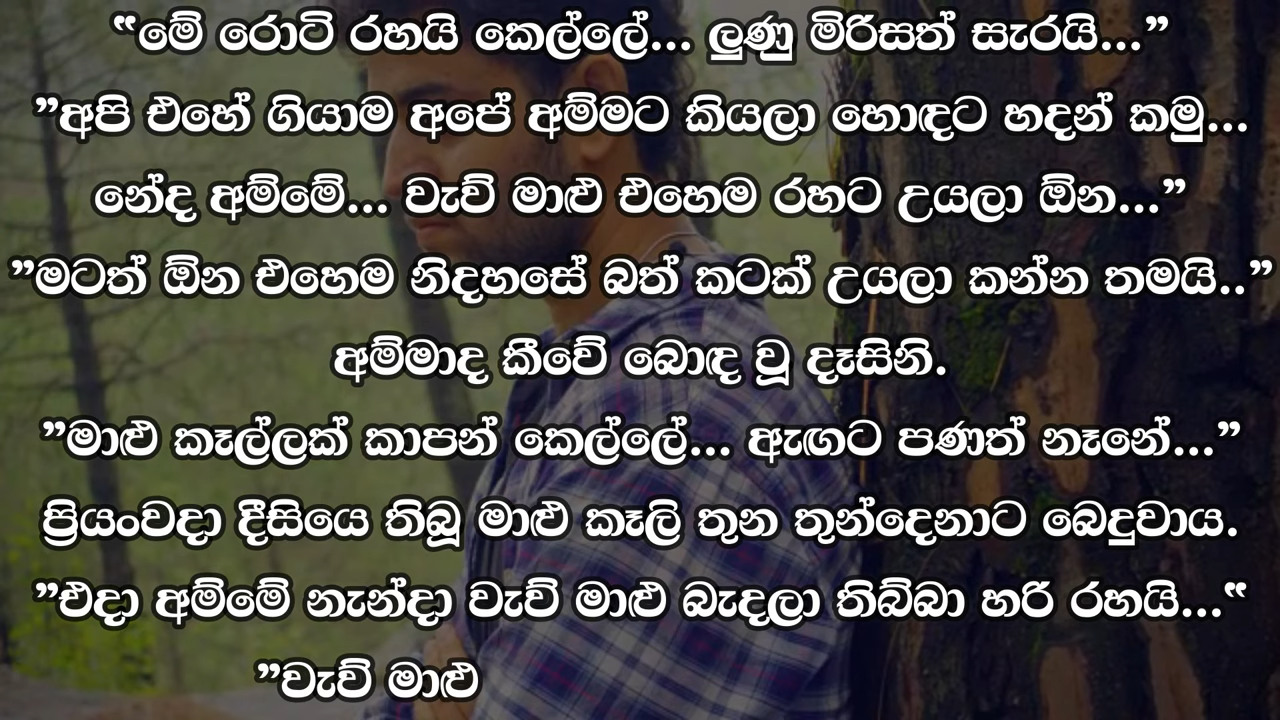 “මේ රොටි රහයි කෙල්ලේ... ලුණු මිරිසත් සැරයි...”
”අපි එහේ ගියාම අපේ අම්මට කියලා හොඳට හදන් කමු...
නේද අම්මේ... වැව් මාළු එහෙම රහට උයලා ඕන...”
”මටත් ඕන එහෙම නිදහසේ බත් කටක් උයලා කන්න තමයි..”
අම්මාද කීවේ බොඳ වූ දෑසිනි.
”මාළු කෑල්ලක් කාපන් කෙල්ලේ... ඇඟට පණත් නෑනේ...”
ප්‍රියංවදා දීසියෙ තිබූ මාළු කෑලි තුන තුන්දෙනාට බෙදුවාය.
”එදා අම්මේ නැන්දා වැව් මාළු බැදලා තිබ්බා හරි රහයි...“
”වැව් මාළු